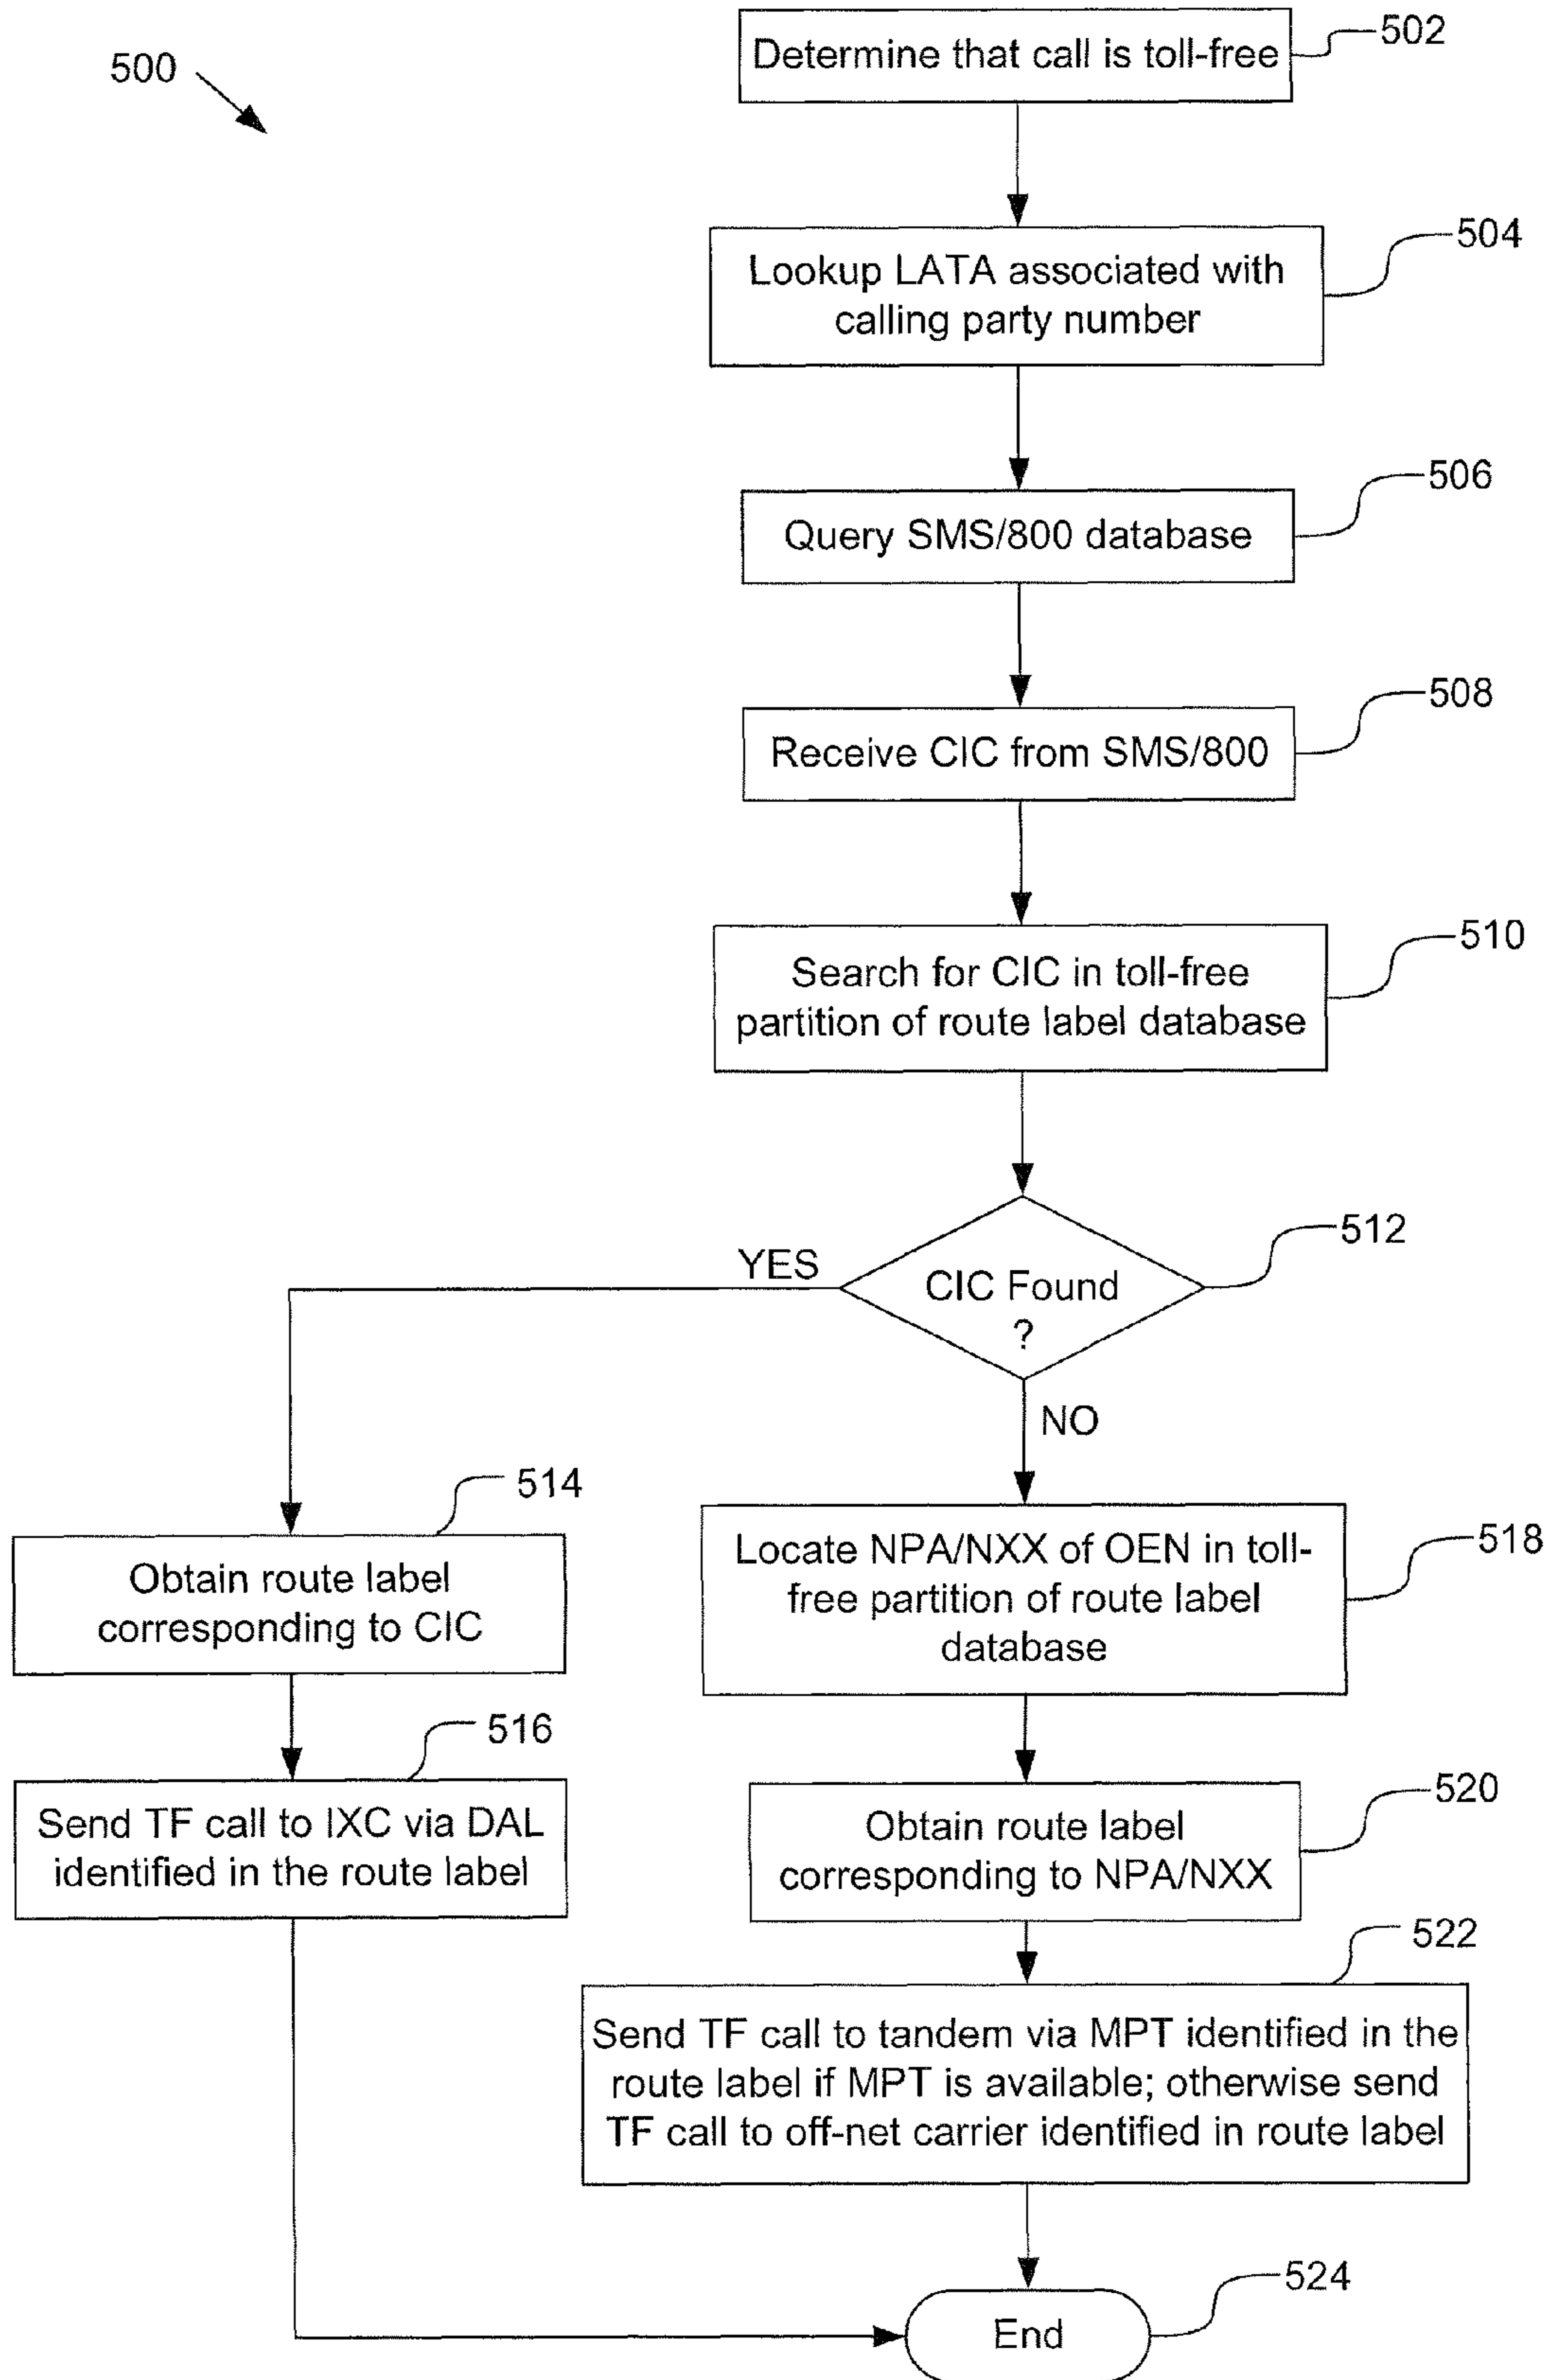 500
Determine that call is toll-free
502
Lookup LATA associated with
calling party number
504
Query SMS/800 database
506
Receive CIC from SMS/800
508
Search for CIC in toll-free
partition of route label database
510
CIC Found
?
512
YES
NO
Obtain route label
corresponding to CIC
514
Send TF call to IXC via DAL
identified in the route label
516
Locate NPA/NXX of OEN in toll-
free partition of route label
database
518
Obtain route label
corresponding to NPA/NXX
520
Send TF call to tandem via MPT identified in the
route label if MPT is available; otherwise send
TF call to off-net carrier identified in route label
522
End
524